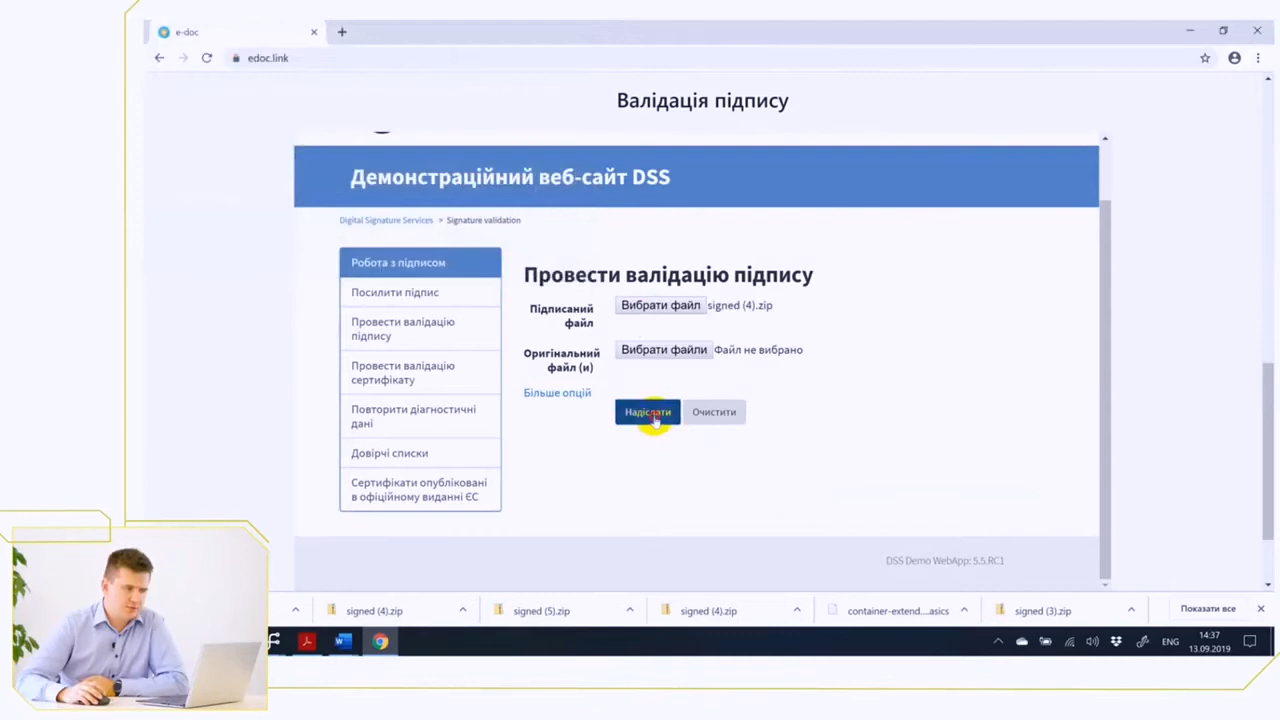 e-doc
edoc.link
Валідація підпису
Демонстраційний веб-сайт DSS
Digital Signature Services > Signature validation
Робота з підписом
Посилити підпис
Провести валідацію
підпису
Провести валідацію
сертифікату
Повторити діагностичні
дані
Довірчі списки
Сертифікати опубліковані
в офіційному виданні ЄС
Провести валідацію підпису
Підписаний
файл
Вибрати файл signed (4).zip
Оригінальний
файл (и)
Вибрати файли Файл не вибрано
Більше опцій
Надіслати
Очистити
DSS Demo WebApp: 5.5.RC1
signed (4).zip
signed (5).zip
signed (4).zip
container-extend....asics
signed (3).zip
Показати все
ENG
14:37
13.09.2019